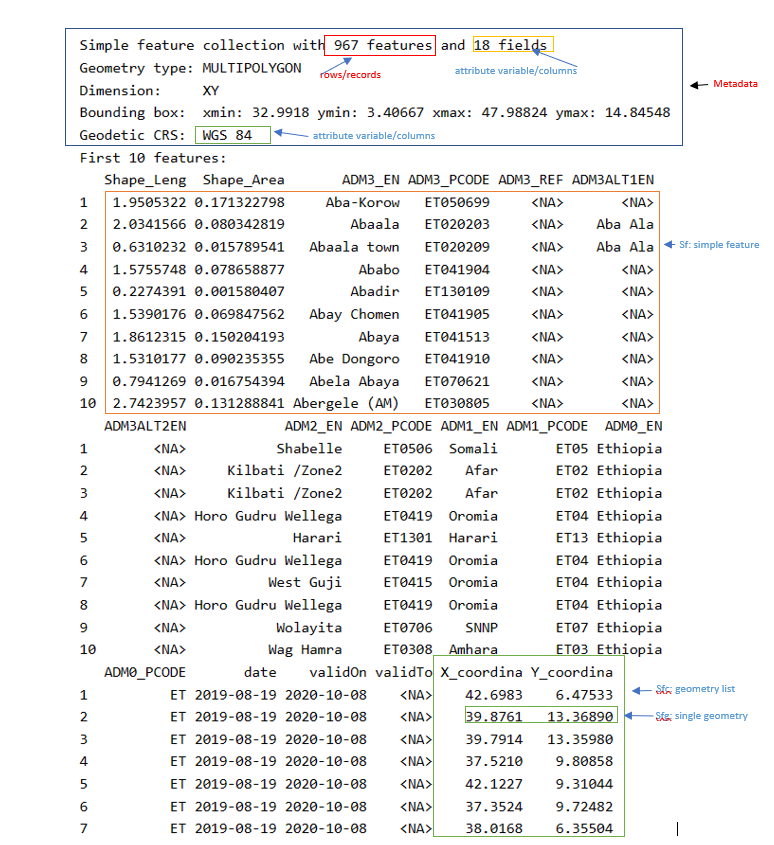 Simple feature collection with 967 features and 18 fields
rows/records
attribute variable/columns
Geometry type: MULTIPOLYGON
Metadata
Dimension: XY
Bounding box: xmin: 32.9918 ymin: 3.40667 xmax: 47.98824 ymax: 14.84548
Geodetic CRS: WGS 84
attribute variable/columns
First 10 features:
Shape_Leng Shape_Area ADM3_EN ADM3_PCODE ADM3_REF ADM3ALT1EN
1 1.9505322 0.171322798 Aba-Korow ET050699 <NA> <NA>
2 2.0341566 0.080342819 Abaala ET020203 <NA> Aba Ala
3 0.6310232 0.015789541 Abaala town ET020209 <NA> Aba Ala
Sf: simple feature
4 1.5755748 0.078658877 Ababo ET041904 <NA> <NA>
5 0.2274391 0.001580407 Abadir ET130109 <NA> <NA>
6 1.5390176 0.069847562 Abay Chomen ET041905 <NA> <NA>
7 1.8612315 0.150204193 Abaya ET041513 <NA> <NA>
8 1.5310177 0.090235355 Abe Dongoro ET041910 <NA> <NA>
9 0.7941269 0.016754394 Abela Abaya ET070621 <NA> <NA>
10 2.7423957 0.131288841 Abergele (AM) ET030805 <NA> <NA>
ADM3ALT2EN ADM2_EN ADM2_PCODE ADM1_EN ADM1_PCODE ADM0_EN
1 <NA> Shabelle ET0506 Somali ET05 Ethiopia
2 <NA> Kilbati /Zone2 ET0202 Afar ET02 Ethiopia
3 <NA> Kilbati /Zone2 ET0202 Afar ET02 Ethiopia
4 <NA> Horo Gudru Wellega ET0419 Oromia ET04 Ethiopia
5 <NA> Harari ET1301 Harari ET13 Ethiopia
6 <NA> Horo Gudru Wellega ET0419 Oromia ET04 Ethiopia
7 <NA> West Guji ET0415 Oromia ET04 Ethiopia
8 <NA> Horo Gudru Wellega ET0419 Oromia ET04 Ethiopia
9 <NA> Wolayita ET0706 SNNP ET07 Ethiopia
10 <NA> Wag Hamra ET0308 Amhara ET03 Ethiopia
ADM0_PCODE date validOn validTo X_coordina Y_coordina
1 ET 2019-08-19 2020-10-08 <NA> 42.6983 6.47533
Sfc: geometry list
2 ET 2019-08-19 2020-10-08 <NA> 39.8761 13.36890
Sfg: single geometry
3 ET 2019-08-19 2020-10-08 <NA> 39.7914 13.35980
4 ET 2019-08-19 2020-10-08 <NA> 37.5210 9.80858
5 ET 2019-08-19 2020-10-08 <NA> 42.1227 9.31044
6 ET 2019-08-19 2020-10-08 <NA> 37.3524 9.72482
7 ET 2019-08-19 2020-10-08 <NA> 38.0168 6.35504